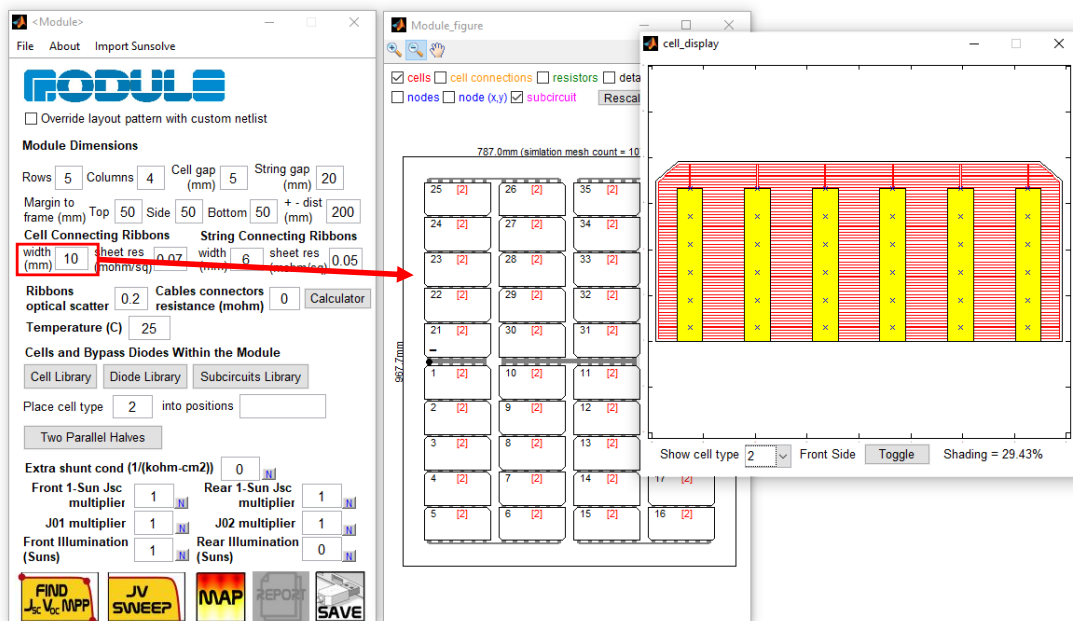 <Module>
File About Import Sunsolve
MODULE
Override layout pattern with custom netlist
Module Dimensions
Rows 5 Columns 4 Cell gap (mm) 5 String gap (mm) 20
Margin to frame (mm) Top 50 Side 50 Bottom 50 + - dist (mm) 200
Cell Connecting Ribbons String Connecting Ribbons
width (mm) 10 sheet res (mohm/sq) 0.07 width (mm) 6 sheet res (mohm/sq) 0.05
Ribbons optical scatter 0.2 Cables connectors resistance (mohm) 0 Calculator
Temperature (C) 25
Cells and Bypass Diodes Within the Module
Cell Library Diode Library Subcircuits Library
Place cell type 2 into positions
Two Parallel Halves
Extra shunt cond (1/(kohm-cm2)) 0 N
Front 1-Sun Jsc multiplier 1 N Rear 1-Sun Jsc multiplier 1 N
J01 multiplier 1 N J02 multiplier 1 N
Front Illumination (Suns) 1 N Rear Illumination (Suns) 0 N
FIND Jsc Voc MPP
JV SWEEP
MAP
REPORT
SAVE
Module_figure
cells cell connections resistors deta
nodes node (x,y) subcircuit Rescal
787.0mm (simlation mesh count = 10
967.7mm
25 [2] 26 [2] 35 [2]
24 [2] 27 [2] 34 [2]
23 [2] 28 [2] 33 [2]
22 [2] 29 [2] 32 [2]
21 [2] 30 [2] 31 [2]
1 [2] 10 [2] 11 [2]
2 [2] 9 [2] 12 [2]
3 [2] 8 [2] 13 [2]
4 [2] 7 [2] 14 [2] 17 [2]
5 [2] 6 [2] 15 [2] 16 [2]
cell_display
Show cell type 2 Front Side Toggle Shading = 29.43%